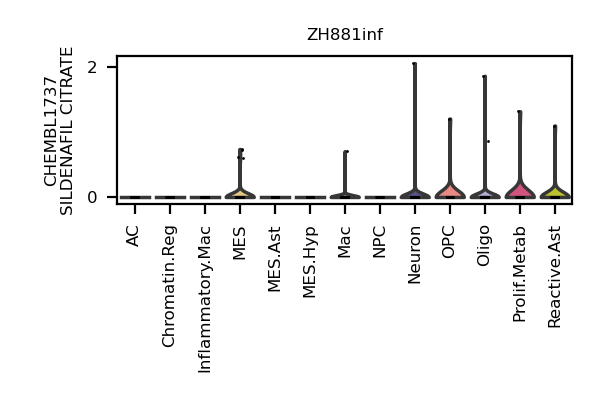 ZH881inf
CHEMBL1737
SILDENAFIL CITRATE
2
0
AC
Chromatin.Reg
Inflammatory.Mac
MES
MES.Ast
MES.Hyp
Mac
NPC
Neuron
OPC
Oligo
Prolif.Metab
Reactive.Ast